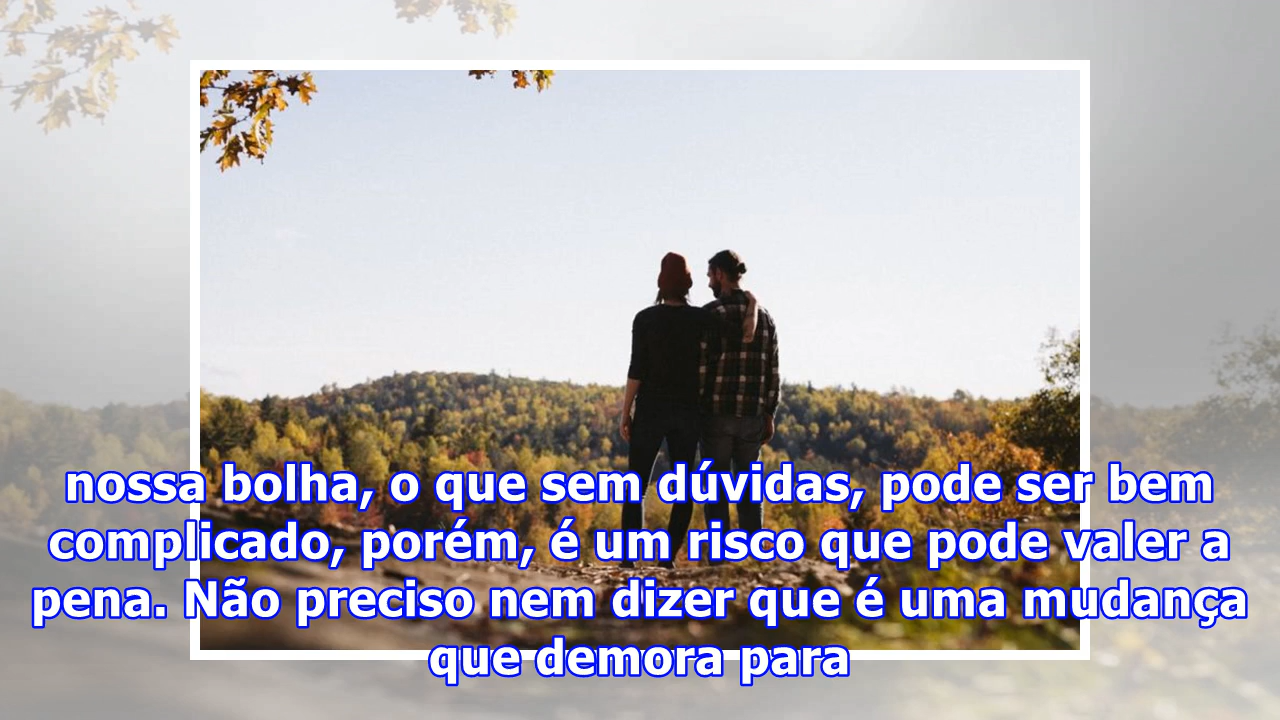 nossa bolha, o que sem dúvidas, pode ser bem
complicado, porém, é um risco que pode valer a
pena. Não preciso nem dizer que é uma mudança
que demora para